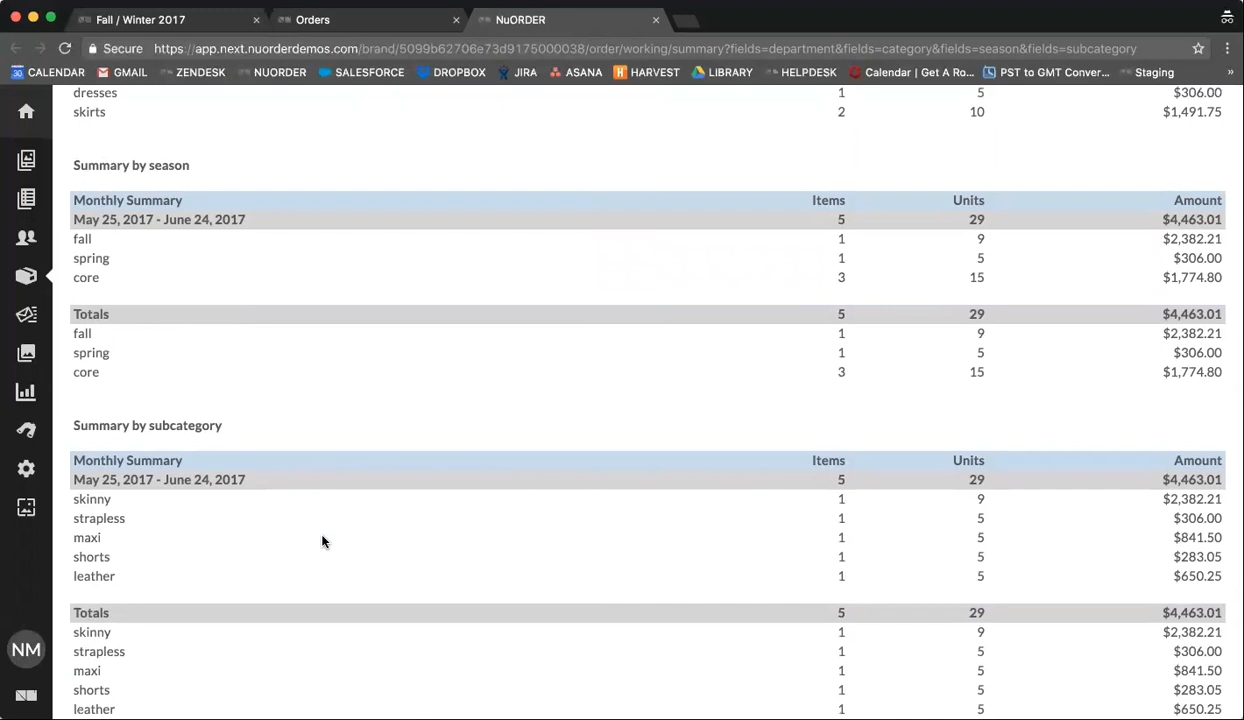 Fall / Winter 2017 × Orders × NuORDER ×
Secure https://app.next.nuorderdemos.com/brand/5099b62706e73d9175000038/order/working/summary?fields=department&fields=category&fields=season&fields=subcategory
30 CALENDAR GMAIL ZENDESK NUORDER SALESFORCE DROPBOX JIRA ASANA H HARVEST LIBRARY HELPDESK Calendar | Get A Ro... PST to GMT Conver... Staging »
dresses 1 5 $306.00
skirts 2 10 $1,491.75
Summary by season
Monthly Summary Items Units Amount
May 25, 2017 - June 24, 2017 5 29 $4,463.01
fall 1 9 $2,382.21
spring 1 5 $306.00
core 3 15 $1,774.80
Totals 5 29 $4,463.01
fall 1 9 $2,382.21
spring 1 5 $306.00
core 3 15 $1,774.80
Summary by subcategory
Monthly Summary Items Units Amount
May 25, 2017 - June 24, 2017 5 29 $4,463.01
skinny 1 9 $2,382.21
strapless 1 5 $306.00
maxi 1 5 $841.50
shorts 1 5 $283.05
leather 1 5 $650.25
Totals 5 29 $4,463.01
skinny 1 9 $2,382.21
NM
strapless 1 5 $306.00
maxi 1 5 $841.50
shorts 1 5 $283.05
leather 1 5 $650.25